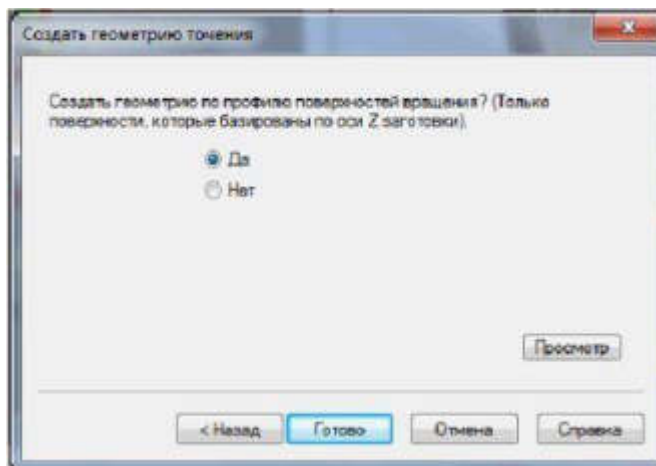 Создать геометрию точения
Создать геометрию по профилю поверхностей вращения? (Только
поверхности, которые базированы по оси Z заготовки).
Да
Нет
Просмотр
< Назад
Готово
Отмена
Справка